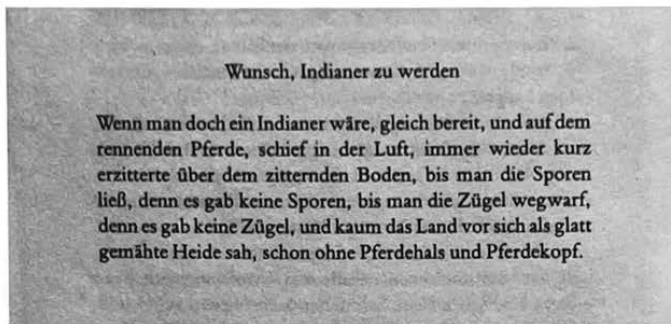 Wunsch, Indianer zu werden
Wenn man doch ein Indianer wäre, gleich bereit, und auf dem
rennenden Pferde, schief in der Luft, immer wieder kurz
erzitterte über dem zitternden Boden, bis man die Sporen
ließ, denn es gab keine Sporen, bis man die Zügel wegwarf,
denn es gab keine Zügel, und kaum das Land vor sich als glatt
gemähte Heide sah, schon ohne Pferdehals und Pferdekopf.